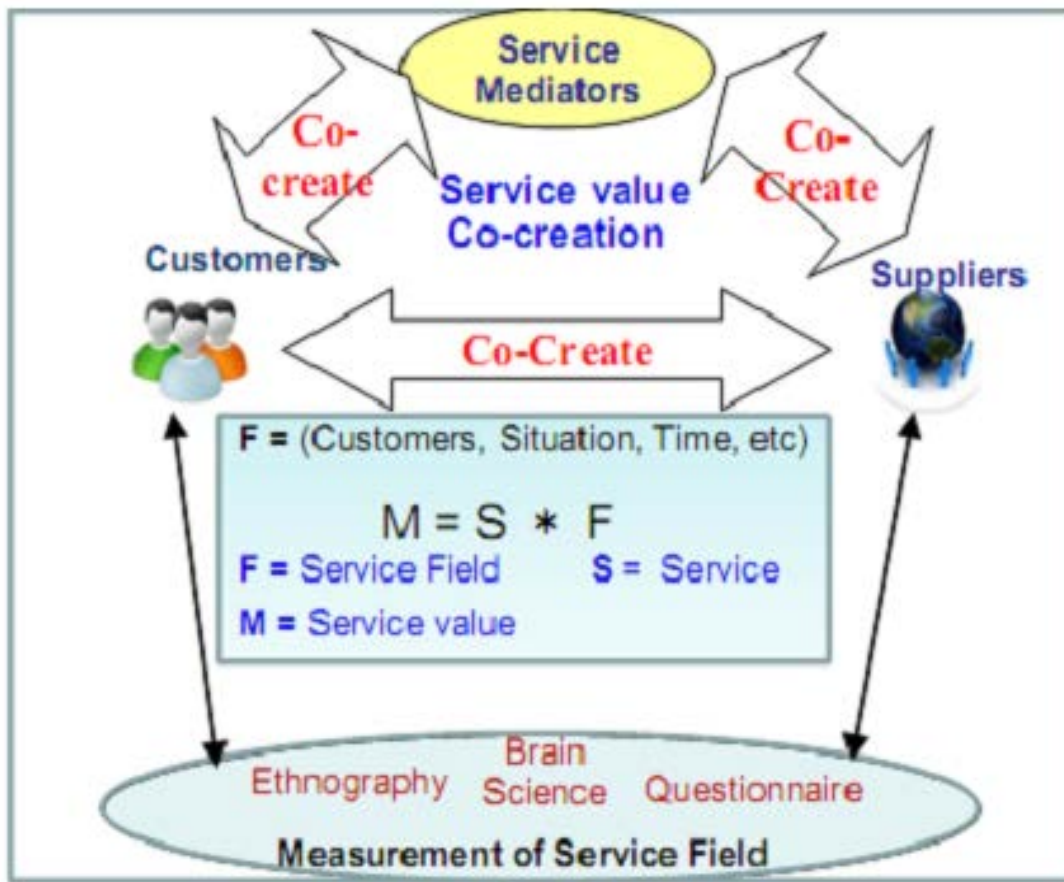 Service
Mediators
Co-
create
Co-
Create
Service value
Co-creation
Customers
Suppliers
Co-Create
F = (Customers, Situation, Time, etc)
M = S * F
F = Service Field S = Service
M = Service value
Ethnography
Brain
Science
Questionnaire
Measurement of Service Field